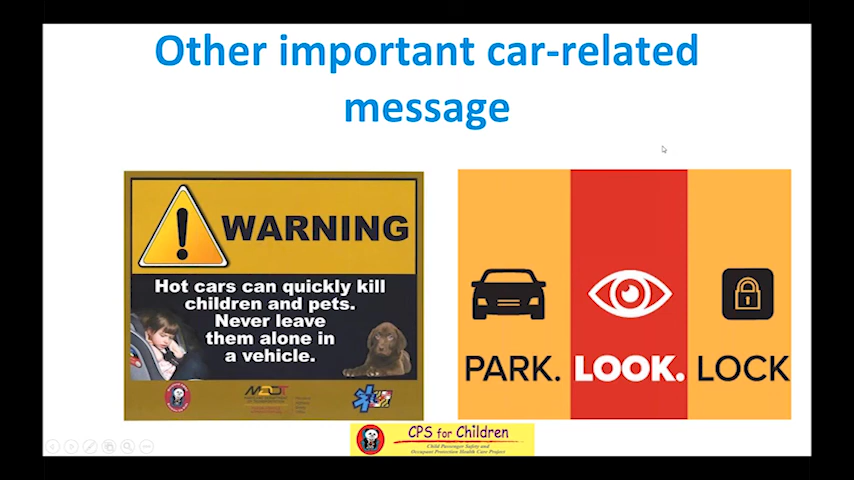 Other important car-related
message
WARNING
Hot cars can quickly kill
children and pets.
Never leave
them alone in
a vehicle.
PARK. LOOK. LOCK
CPS for Children
Child Passenger Safety and
Occupant Protection Health Care Project